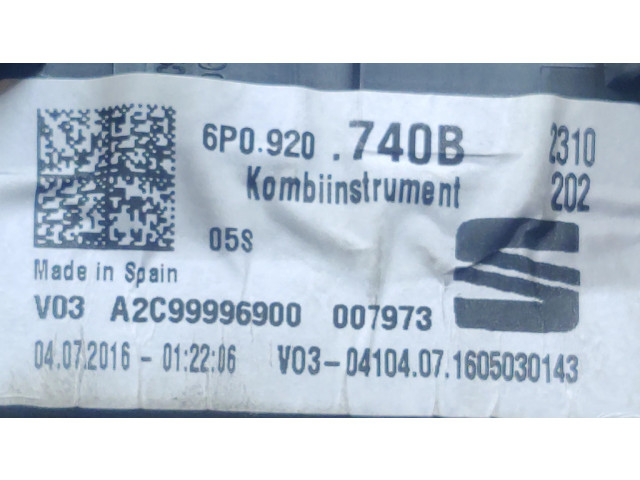 6P0.920 .740B 2310
Kombiinstrument 202
05S
Made in Spain
V03 A2C99996900 007973
04.07.2016 - 01:22:06 V03-04104.07.1605030143